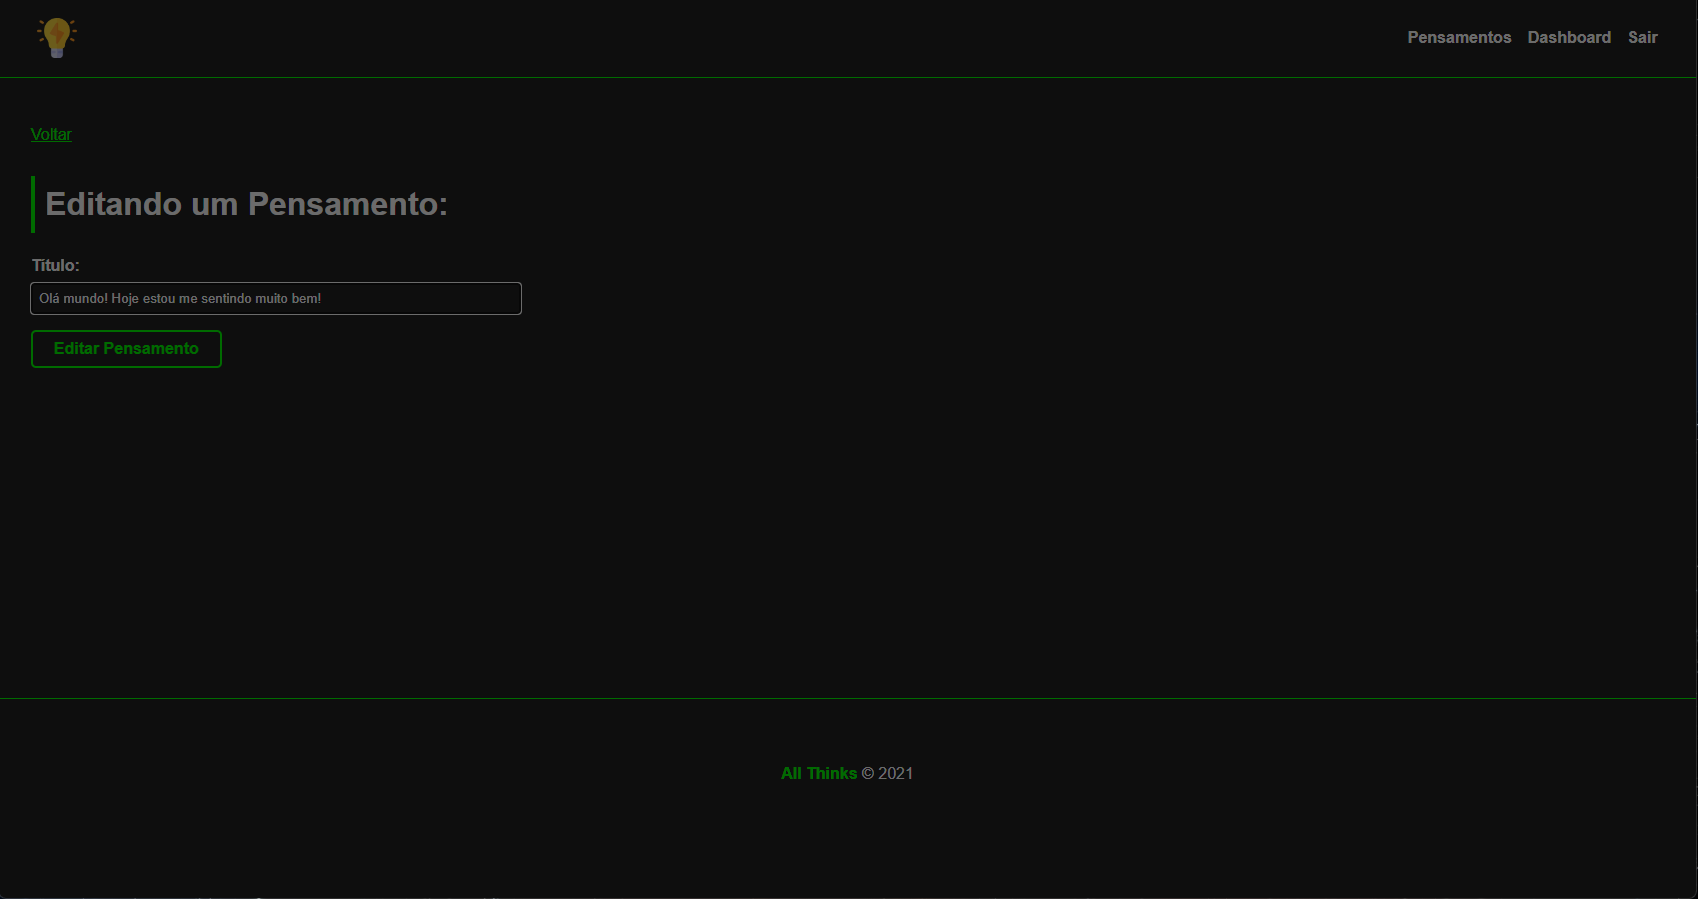 Pensamentos Dashboard Sair
Voltar
Editando um Pensamento:
Título:
Olá mundo! Hoje estou me sentindo muito bem!
Editar Pensamento
All Thinks © 2021